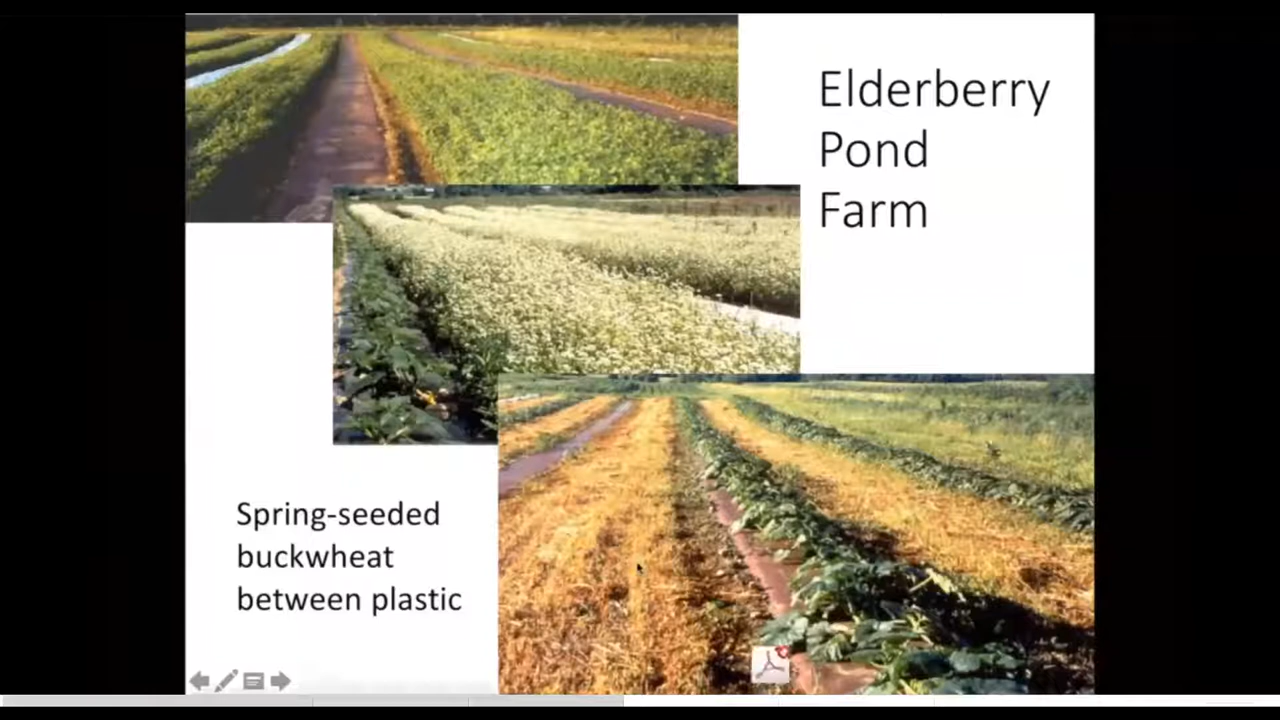 Elderberry
Pond
Farm
Spring-seeded
buckwheat
between plastic